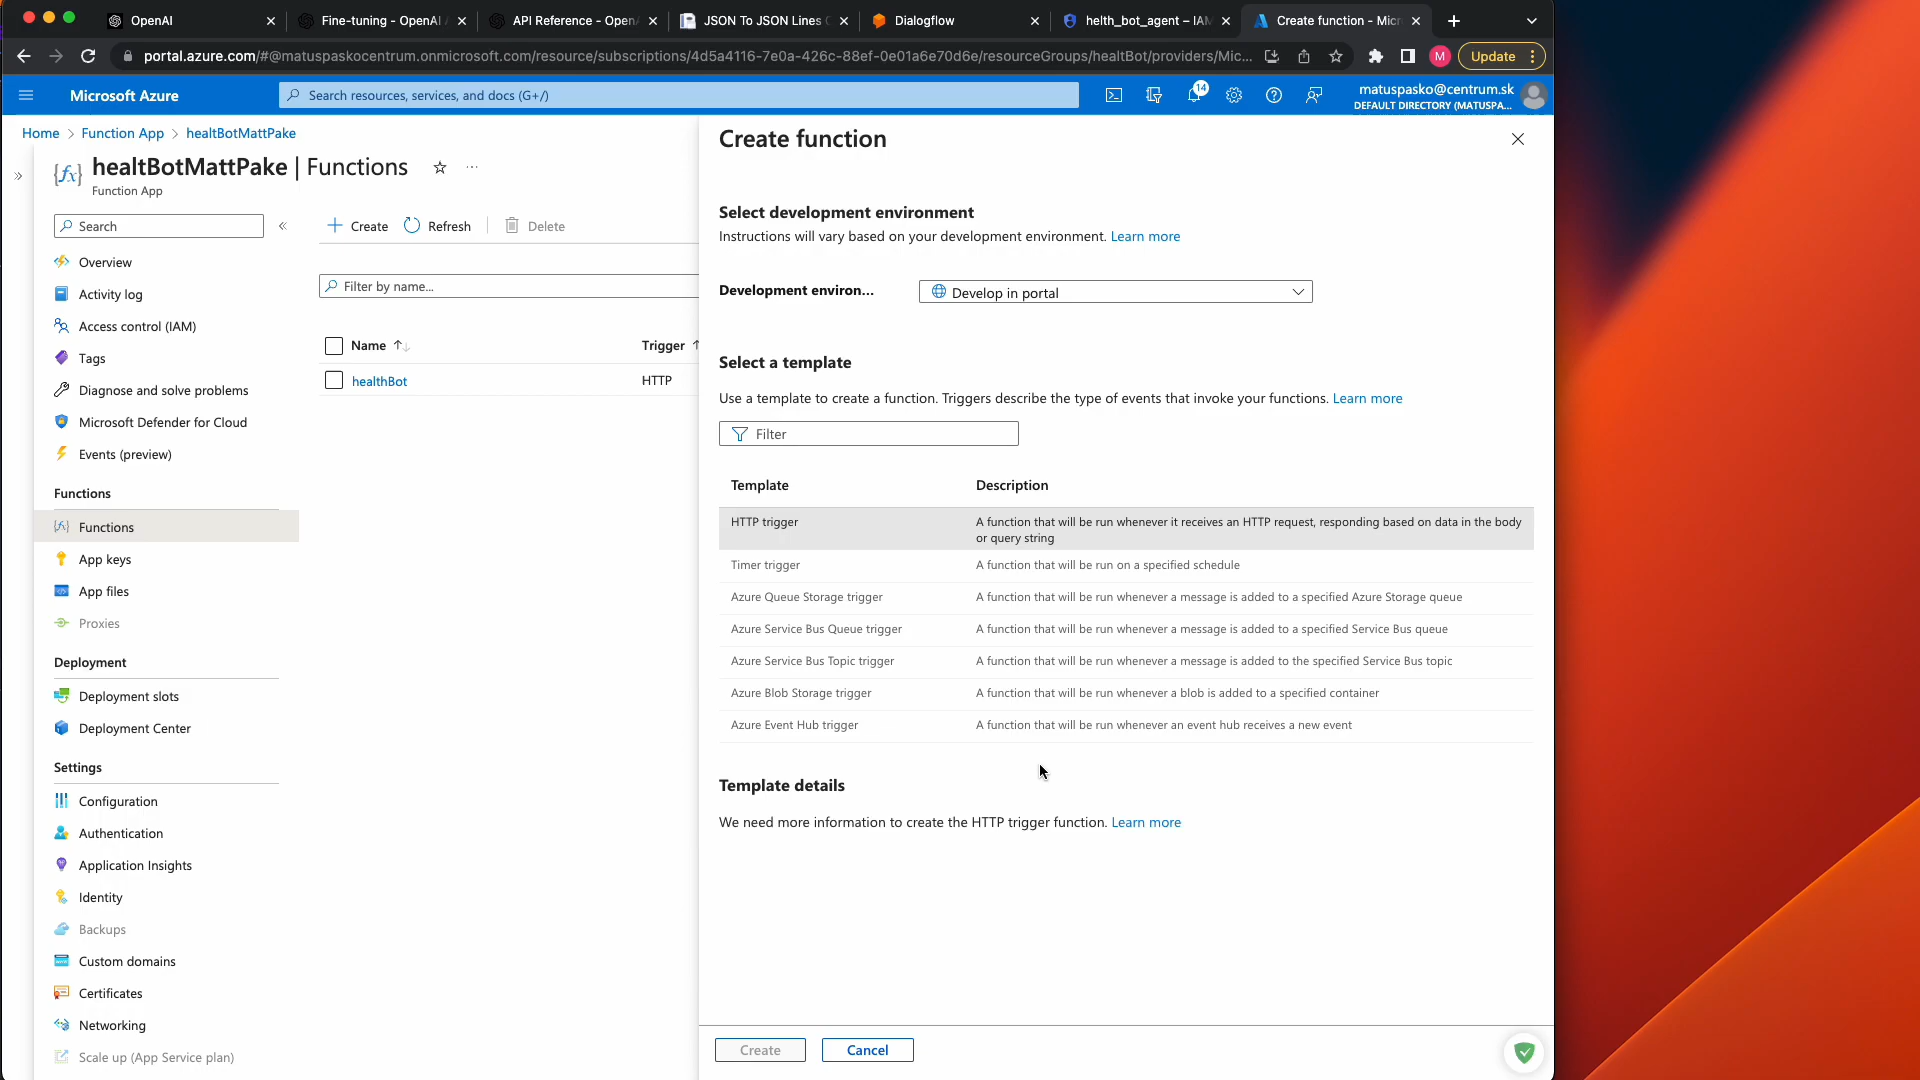 OpenAI
Fine-tuning - OpenAI A
API Reference - Open
JSON To JSON Lines C
Dialogflow
helth_bot_agent – IAM
Create function - Micr
portal.azure.com/#@matuspaskocentrum.onmicrosoft.com/resource/subscriptions/4d5a4116-7e0a-426c-88ef-0e01a6e70d6e/resourceGroups/healtBot/providers/Mic...
M
Update
Microsoft Azure
Search resources, services, and docs (G+/)
14
matuspasko@centrum.sk
DEFAULT DIRECTORY (MATUSPA...
Home > Function App > healtBotMattPake
healtBotMattPake | Functions
Function App
Search
Create
Refresh
Delete
Overview
Activity log
Access control (IAM)
Tags
Diagnose and solve problems
Microsoft Defender for Cloud
Events (preview)
Functions
Functions
App keys
App files
Proxies
Deployment
Deployment slots
Deployment Center
Settings
Configuration
Authentication
Application Insights
Identity
Backups
Custom domains
Certificates
Networking
Scale up (App Service plan)
Filter by name...
Name
Trigger
healthBot
HTTP
Create function
Select development environment
Instructions will vary based on your development environment. Learn more
Development environ...
Develop in portal
Select a template
Use a template to create a function. Triggers describe the type of events that invoke your functions. Learn more
Filter
Template Description
HTTP trigger A function that will be run whenever it receives an HTTP request, responding based on data in the body
or query string
Timer trigger A function that will be run on a specified schedule
Azure Queue Storage trigger A function that will be run whenever a message is added to a specified Azure Storage queue
Azure Service Bus Queue trigger A function that will be run whenever a message is added to a specified Service Bus queue
Azure Service Bus Topic trigger A function that will be run whenever a message is added to the specified Service Bus topic
Azure Blob Storage trigger A function that will be run whenever a blob is added to a specified container
Azure Event Hub trigger A function that will be run whenever an event hub receives a new event
Template details
We need more information to create the HTTP trigger function. Learn more
Create
Cancel